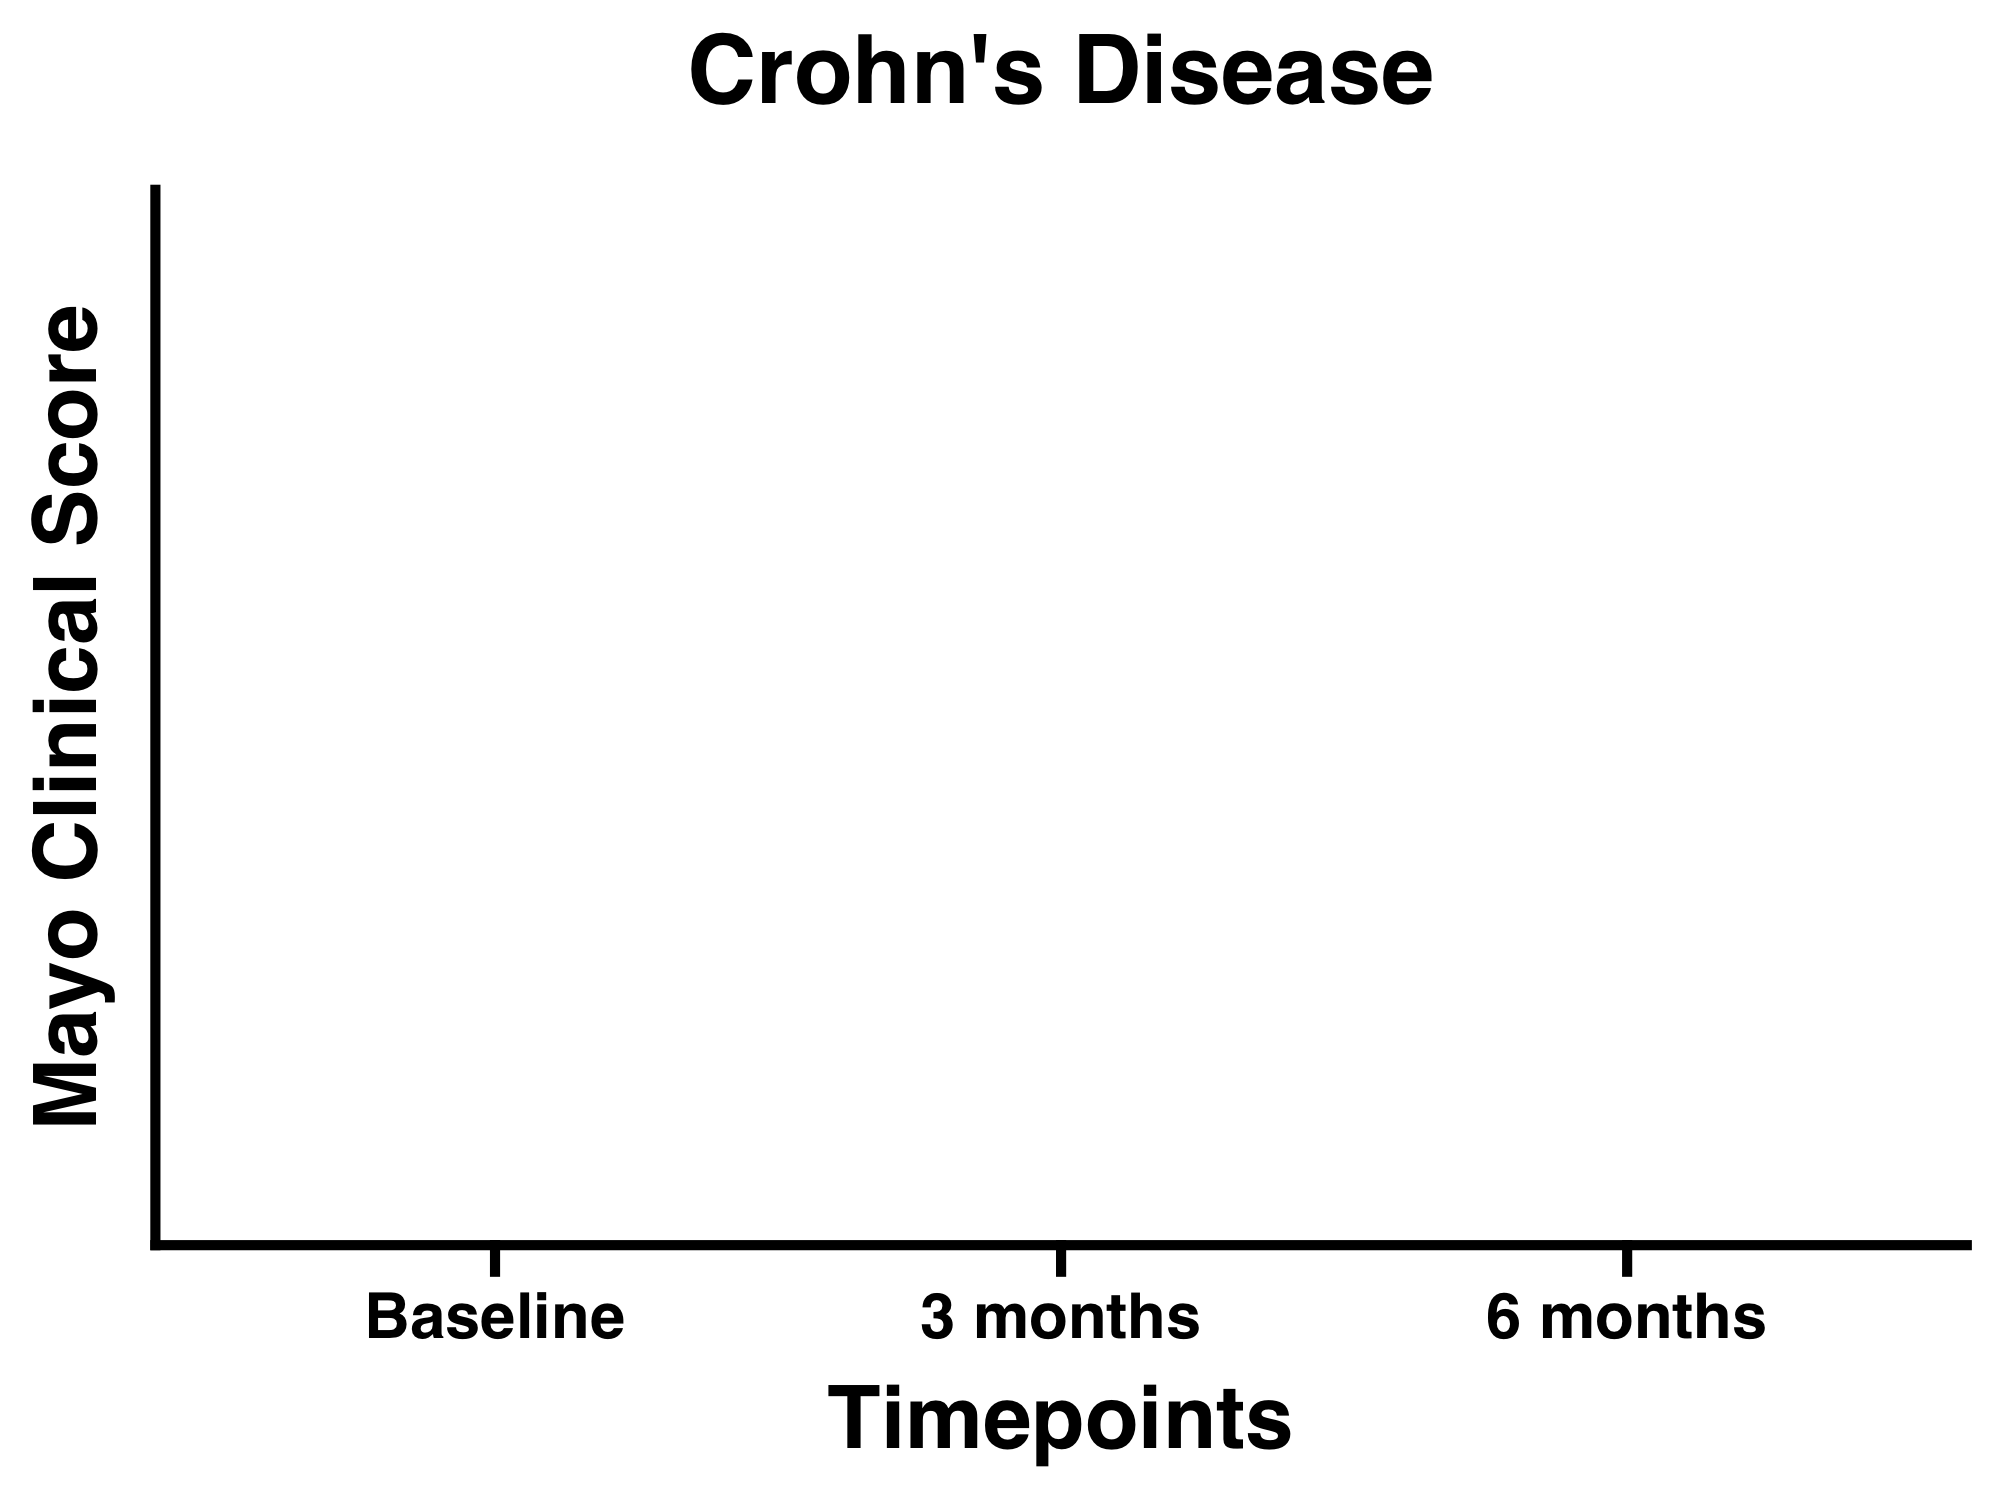 Crohn's Disease
Mayo Clinical Score
Baseline
3 months
6 months
Timepoints